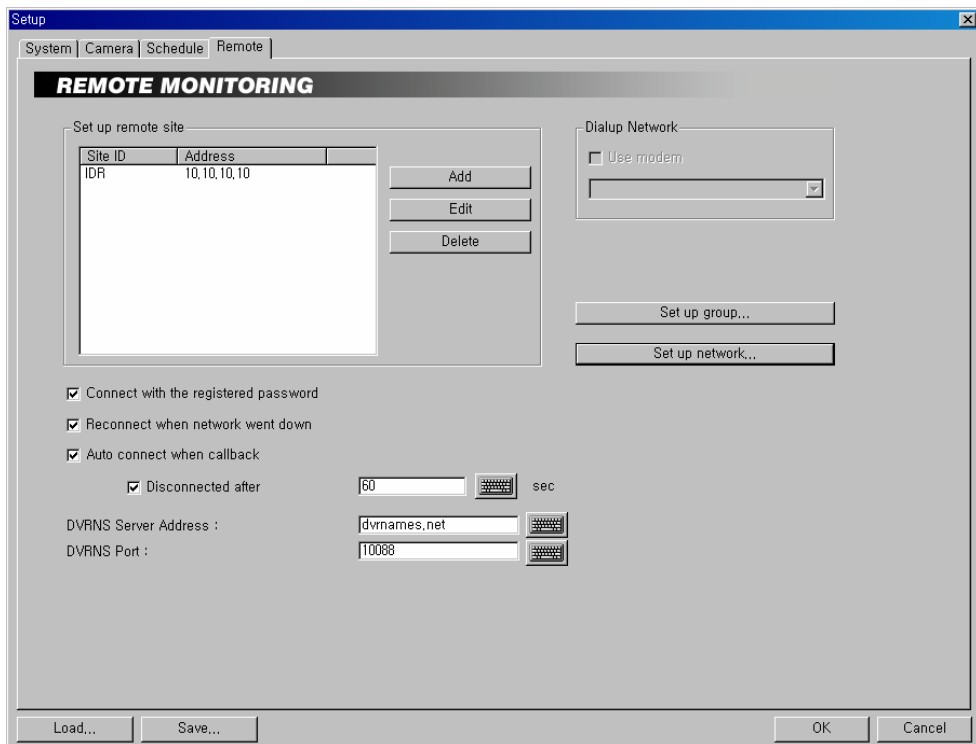 Setup
System Camera Schedule Remote
REMOTE MONITORING
Set up remote site
Site ID Address
IDR 10,10,10,10
Add
Edit
Delete
Dialup Network
Use modem
Set up group,,,
Set up network,,,
Connect with the registered password
Reconnect when network went down
Auto connect when callback
Disconnected after 60 sec
DVRNS Server Address : dvrnames,net
DVRNS Port : 10088
Load,,, Save,,, OK Cancel